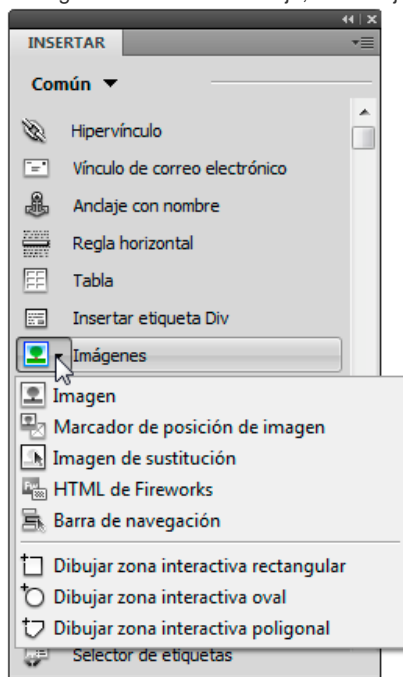 INSERTAR
Común
Hipervínculo
Vínculo de correo electrónico
Anclaje con nombre
Regla horizontal
Tabla
Insertar etiqueta Div
Imágenes
Imagen
Marcador de posición de imagen
Imagen de sustitución
HTML de Fireworks
Barra de navegación
Dibujar zona interactiva rectangular
Dibujar zona interactiva oval
Dibujar zona interactiva poligonal
Selector de etiquetas